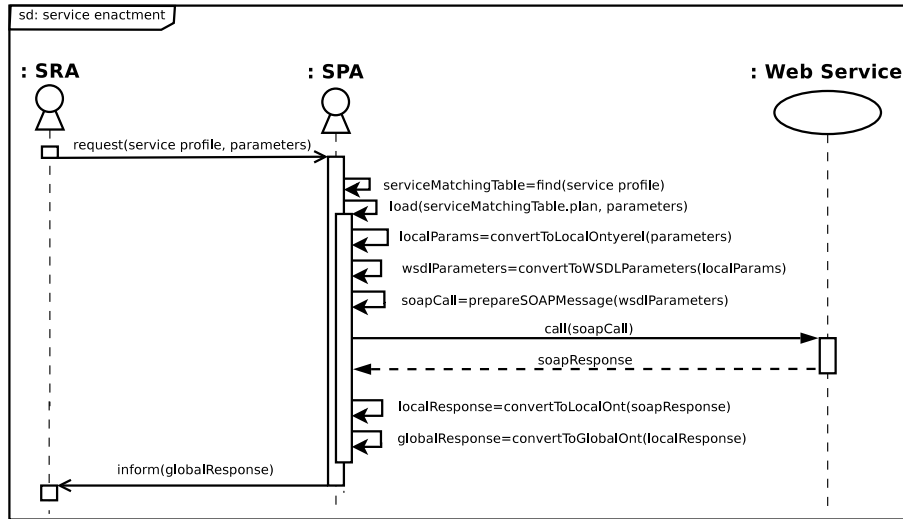 sd: service enactment
: SRA
: SPA
: Web Service
request(service profile, parameters)
serviceMatchingTable=find(service profile)
load(serviceMatchingTable.plan, parameters)
localParams=convertToLocalOntyerel(parameters)
wsdlParameters=convertToWSDLParameters(localParams)
soapCall=prepareSOAPMessage(wsdlParameters)
call(soapCall)
soapResponse
localResponse=convertToLocalOnt(soapResponse)
globalResponse=convertToGlobalOnt(localResponse)
inform(globalResponse)